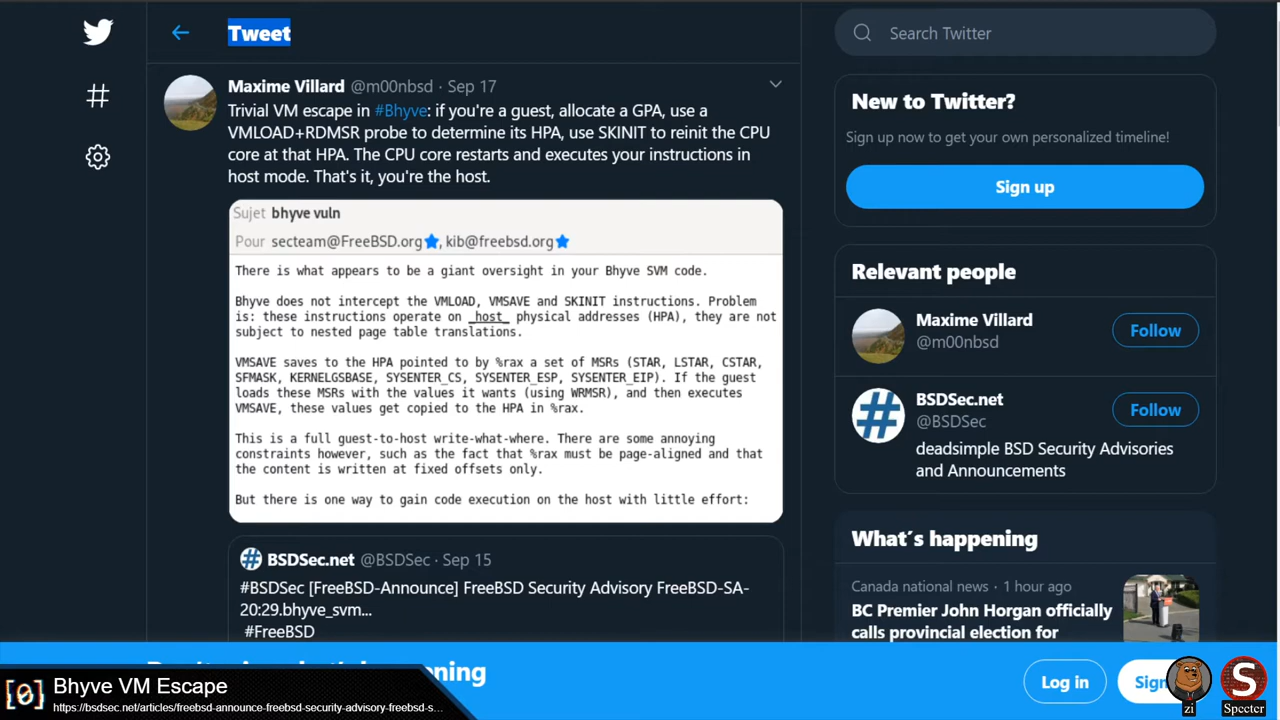 Tweet
Search Twitter
Maxime Villard @m00nbsd · Sep 17
Trivial VM escape in #Bhyve: if you're a guest, allocate a GPA, use a
VMLOAD+RDMSR probe to determine its HPA, use SKINIT to reinit the CPU
core at that HPA. The CPU core restarts and executes your instructions in
host mode. That's it, you're the host.
Sujet bhyve vuln
Pour secteam@FreeBSD.org, kib@freebsd.org
There is what appears to be a giant oversight in your Bhyve SVM code.
Bhyve does not intercept the VMLOAD, VMSAVE and SKINIT instructions. Problem
is: these instructions operate on _host_ physical addresses (HPA), they are not
subject to nested page table translations.
VMSAVE saves to the HPA pointed to by %rax a set of MSRs (STAR, LSTAR, CSTAR,
SFMASK, KERNELGSBASE, SYSENTER_CS, SYSENTER_ESP, SYSENTER_EIP). If the guest
loads these MSRs with the values it wants (using WRMSR), and then executes
VMSAVE, these values get copied to the HPA in %rax.
This is a full guest-to-host write-what-where. There are some annoying
constraints however, such as the fact that %rax must be page-aligned and that
the content is written at fixed offsets only.
But there is one way to gain code execution on the host with little effort:
BSDSec.net @BSDSec · Sep 15
#BSDSec [FreeBSD-Announce] FreeBSD Security Advisory FreeBSD-SA-
20:29.bhyve_svm...
#FreeBSD
New to Twitter?
Sign up now to get your own personalized timeline!
Sign up
Relevant people
Maxime Villard
@m00nbsd
Follow
BSDSec.net
@BSDSec
Follow
deadsimple BSD Security Advisories
and Announcements
What's happening
Canada national news · 1 hour ago
BC Premier John Horgan officially
calls provincial election for
Log in
Bhyve VM Escape
https://bsdsec.net/articles/freebsd-announce-freebsd-security-advisory-freebsd-s...
zi
Specter